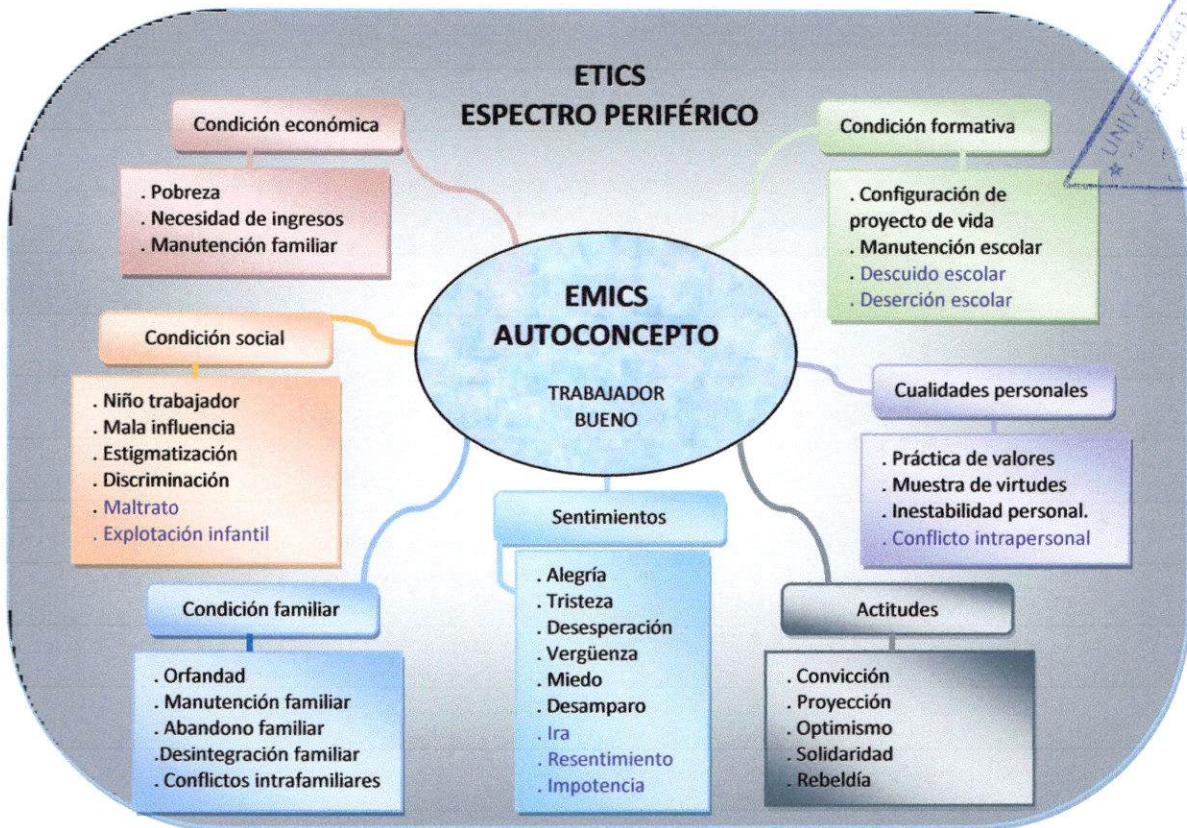 ETICS
ESPECTRO PERIFÉRICO
Condición económica
. Pobreza
. Necesidad de ingresos
. Manutención familiar
Condición formativa
. Configuración de
proyecto de vida
. Manutención escolar
. Descuido escolar
. Deserción escolar
EMICS
AUTOCONCEPTO
TRABAJADOR
BUENO
Condición social
. Niño trabajador
. Mala influencia
. Estigmatización
. Discriminación
. Maltrato
. Explotación infantil
Cualidades personales
. Práctica de valores
. Muestra de virtudes
. Inestabilidad personal.
. Conflicto intrapersonal
Sentimientos
. Alegría
. Tristeza
. Desesperación
. Vergüenza
. Miedo
. Desamparo
. Ira
. Resentimiento
. Impotencia
Condición familiar
. Orfandad
. Manutención familiar
. Abandono familiar
.Desintegración familiar
. Conflictos intrafamiliares
Actitudes
. Convicción
. Proyección
. Optimismo
. Solidaridad
. Rebeldía